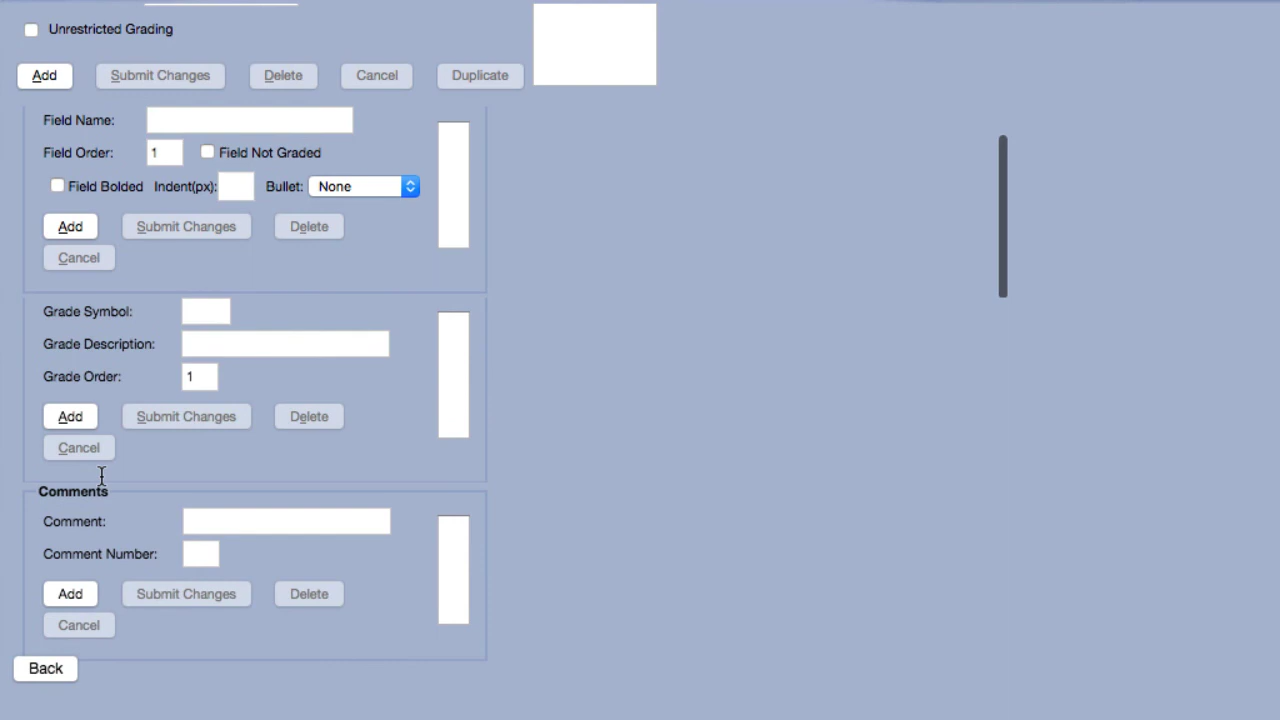 Unrestricted Grading
Add Submit Changes Delete Cancel Duplicate
Field Name:
Field Order: 1 Field Not Graded
Field Bolded Indent(px): Bullet: None
Add Submit Changes Delete
Cancel
Grade Symbol:
Grade Description:
Grade Order: 1
Add Submit Changes Delete
Cancel
Comments
Comment:
Comment Number:
Add Submit Changes Delete
Cancel
Back